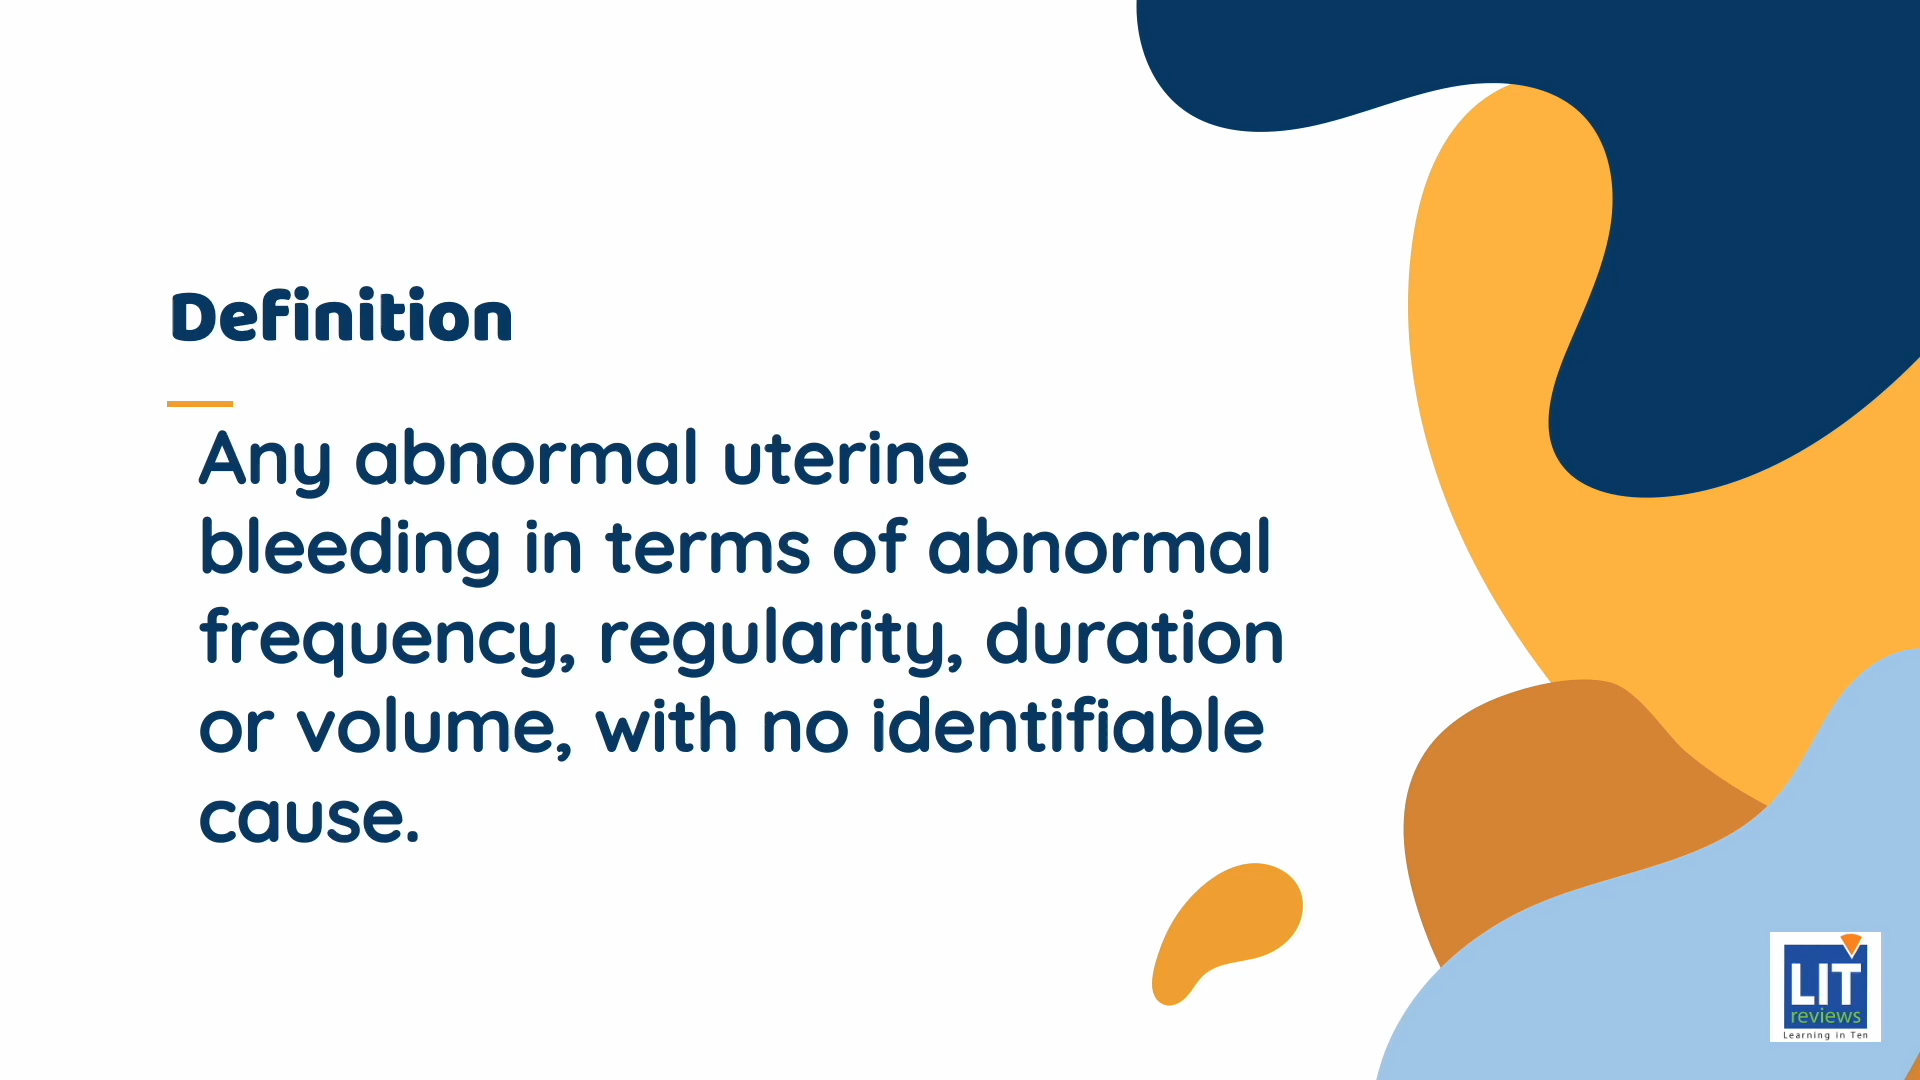 Definition
Any abnormal uterine
bleeding in terms of abnormal
frequency, regularity, duration
or volume, with no identifiable
cause.
LIT
reviews
Learning in Ten